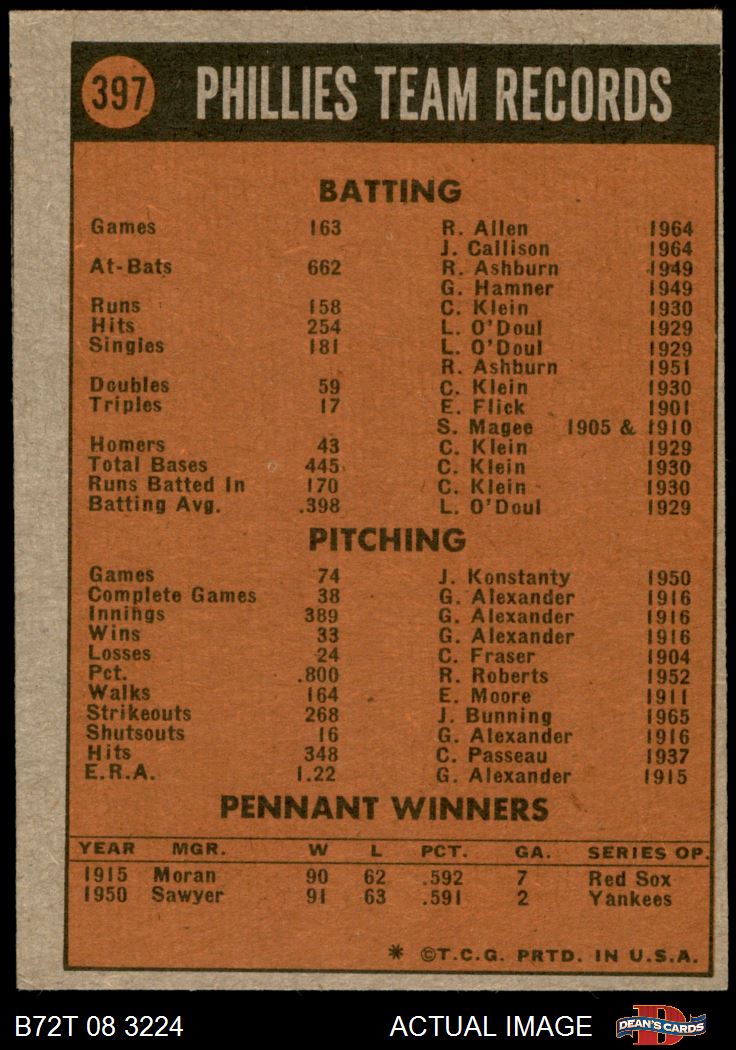 397 PHILLIES TEAM RECORDS
BATTING
Games 163 R. Allen 1964
J. Callison 1964
At-Bats 662 R. Ashburn 1949
G. Hamner 1949
Runs 158 C. Klein 1930
Hits 254 L. O'Doul 1929
Singles 181 L. O'Doul 1929
R. Ashburn 1951
Doubles 59 C. Klein 1930
Triples 17 E. Flick 1901
S. Magee 1905 & 1910
Homers 43 C. Klein 1929
Total Bases 445 C. Klein 1930
Runs Batted In 170 C. Klein 1930
Batting Avg. .398 L. O'Doul 1929
PITCHING
Games 74 J. Konstanty 1950
Complete Games 38 G. Alexander 1916
Innings 389 G. Alexander 1916
Wins 33 G. Alexander 1916
Losses 24 C. Fraser 1904
Pct. .800 R. Roberts 1952
Walks 164 E. Moore 1911
Strikeouts 268 J. Bunning 1965
Shutsouts 16 G. Alexander 1916
Hits 348 C. Passeau 1937
E.R.A. 1.22 G. Alexander 1915
PENNANT WINNERS
YEAR MGR. W L PCT. GA. SERIES OP.
1915 Moran 90 62 .592 7 Red Sox
1950 Sawyer 91 63 .591 2 Yankees
* ©T.C.G. PRTD. IN U.S.A.
B72T 08 3224 ACTUAL IMAGE D DEAN'S CARDS